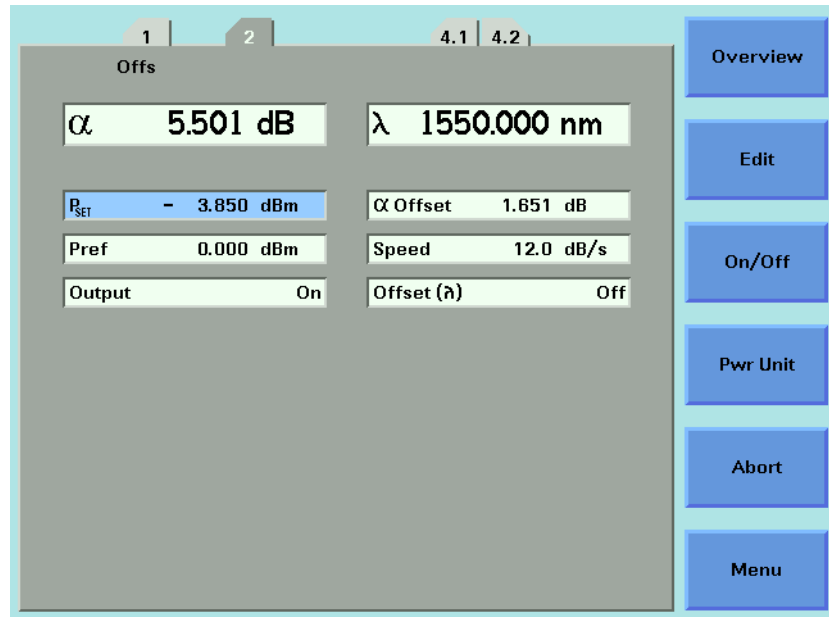 1 2 4.1 4.2
Offs
α 5.501 dB
λ 1550.000 nm
PSET - 3.850 dBm
α Offset 1.651 dB
Pref 0.000 dBm
Speed 12.0 dB/s
Output On
Offset (λ) Off
Overview
Edit
On/Off
Pwr Unit
Abort
Menu